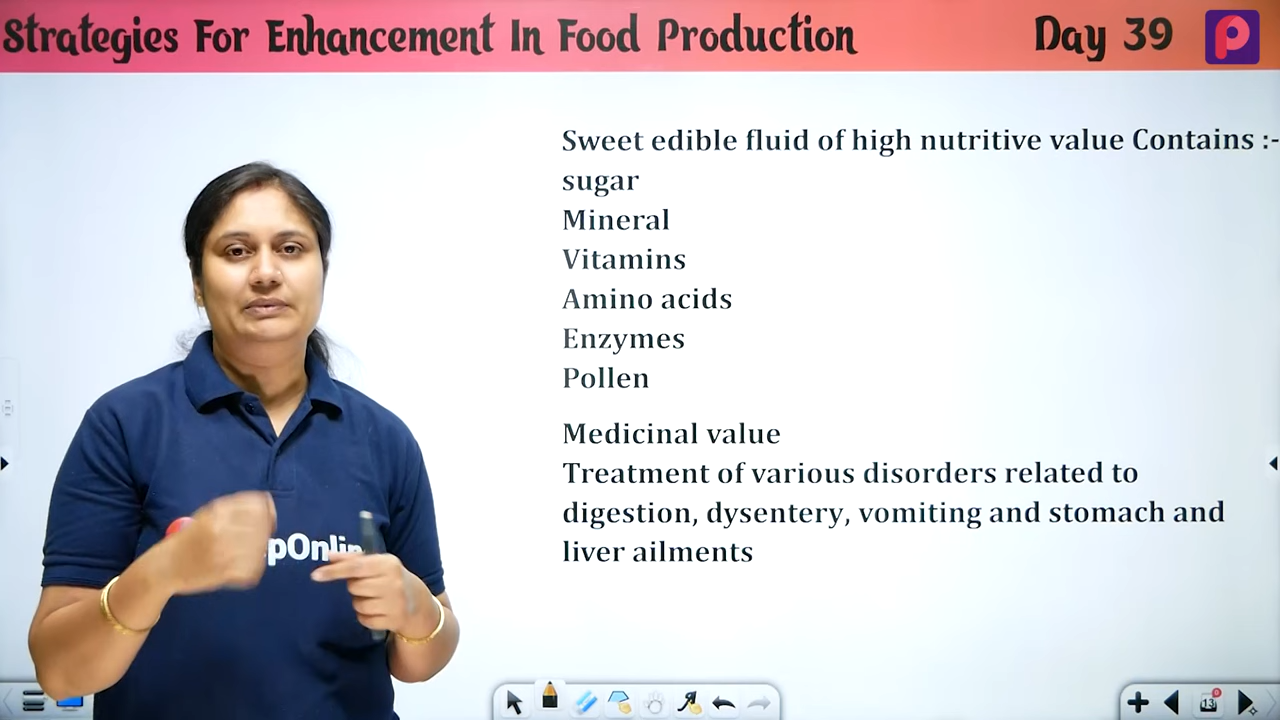 Strategies For Enhancement In Food Production
Day 39
Sweet edible fluid of high nutritive value Contains :-
sugar
Mineral
Vitamins
Amino acids
Enzymes
Pollen
Medicinal value
Treatment of various disorders related to
digestion, dysentery, vomiting and stomach and
liver ailments
pOnlin
13